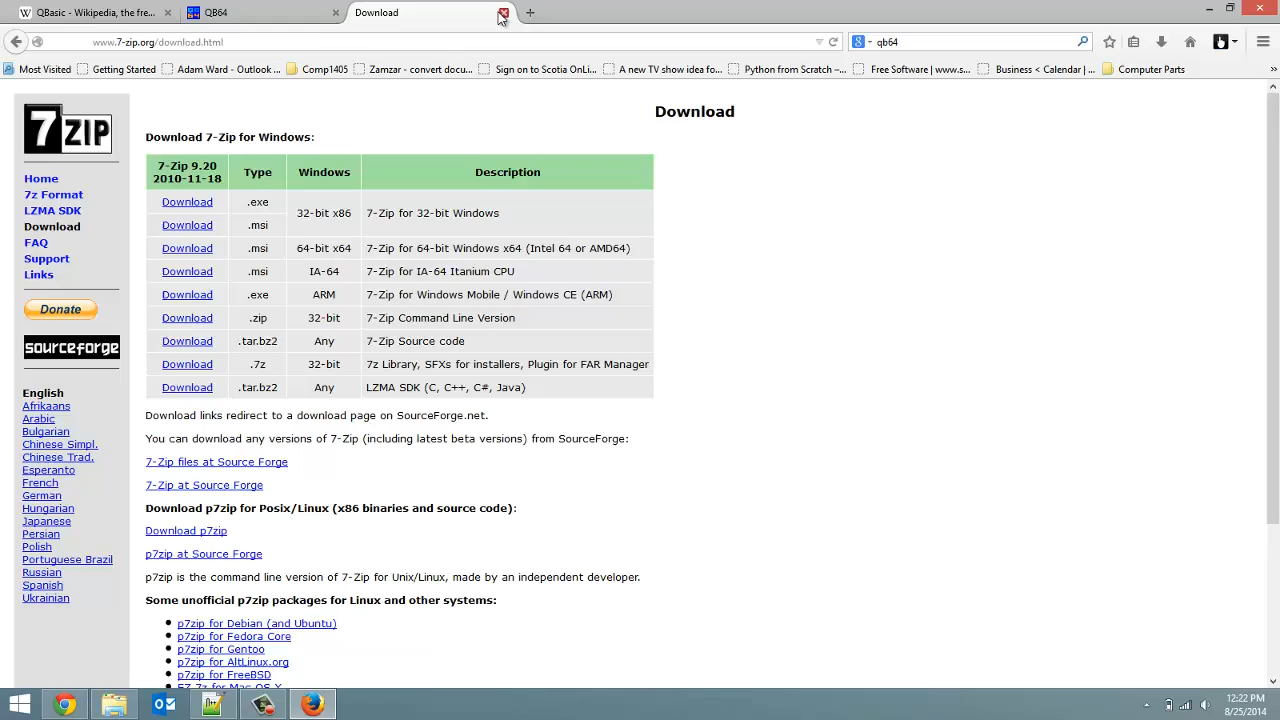 QBasic - Wikipedia, the fre...
QB64
Download
www.7-zip.org/download.html
qb64
Most Visited
Getting Started
Adam Ward - Outlook ...
Comp1405
Zamzar - convert docu...
Sign on to Scotia OnLi...
A new TV show idea fo...
Python from Scratch –...
Free Software | www.s...
Business < Calendar | ...
Computer Parts
»
7ZIP
Home
7z Format
LZMA SDK
Download
FAQ
Support
Links
Donate
sourceforge
English
Afrikaans
Arabic
Bulgarian
Chinese Simpl.
Chinese Trad.
Esperanto
French
German
Hungarian
Japanese
Persian
Polish
Portuguese Brazil
Russian
Spanish
Ukrainian
Download
Download 7-Zip for Windows:
7-Zip 9.20
2010-11-18
Type
Windows
Description
Download .exe 32-bit x86 7-Zip for 32-bit Windows
Download .msi
Download .msi 64-bit x64 7-Zip for 64-bit Windows x64 (Intel 64 or AMD64)
Download .msi IA-64 7-Zip for IA-64 Itanium CPU
Download .exe ARM 7-Zip for Windows Mobile / Windows CE (ARM)
Download .zip 32-bit 7-Zip Command Line Version
Download .tar.bz2 Any 7-Zip Source code
Download .7z 32-bit 7z Library, SFXs for installers, Plugin for FAR Manager
Download .tar.bz2 Any LZMA SDK (C, C++, C#, Java)
Download links redirect to a download page on SourceForge.net.
You can download any versions of 7-Zip (including latest beta versions) from SourceForge:
7-Zip files at Source Forge
7-Zip at Source Forge
Download p7zip for Posix/Linux (x86 binaries and source code):
Download p7zip
p7zip at Source Forge
p7zip is the command line version of 7-Zip for Unix/Linux, made by an independent developer.
Some unofficial p7zip packages for Linux and other systems:
p7zip for Debian (and Ubuntu)
p7zip for Fedora Core
p7zip for Gentoo
p7zip for AltLinux.org
p7zip for FreeBSD
EZ 7z for Mac OS X
12:22 PM
8/25/2014